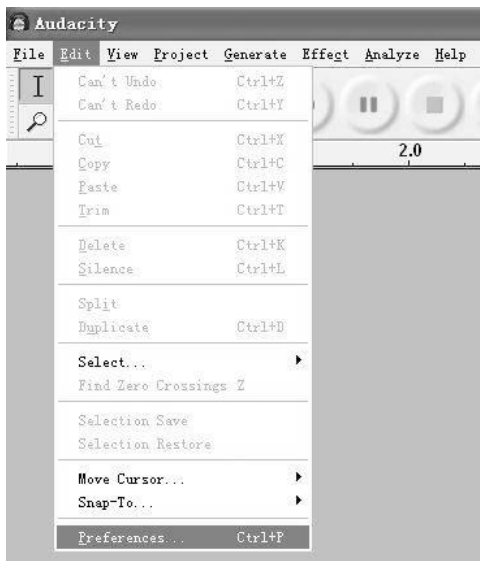 Audacity
File Edit View Project Generate Effect Analyze Help
Can't Undo Ctrl+Z
Can't Redo Ctrl+Y
2.0
Cut Ctrl+X
Copy Ctrl+C
Paste Ctrl+V
Trim Ctrl+T
Delete Ctrl+K
Silence Ctrl+L
Split
Duplicate Ctrl+D
Select...
Find Zero Crossings Z
Selection Save
Selection Restore
Move Cursor...
Snap-To...
Preferences... Ctrl+P